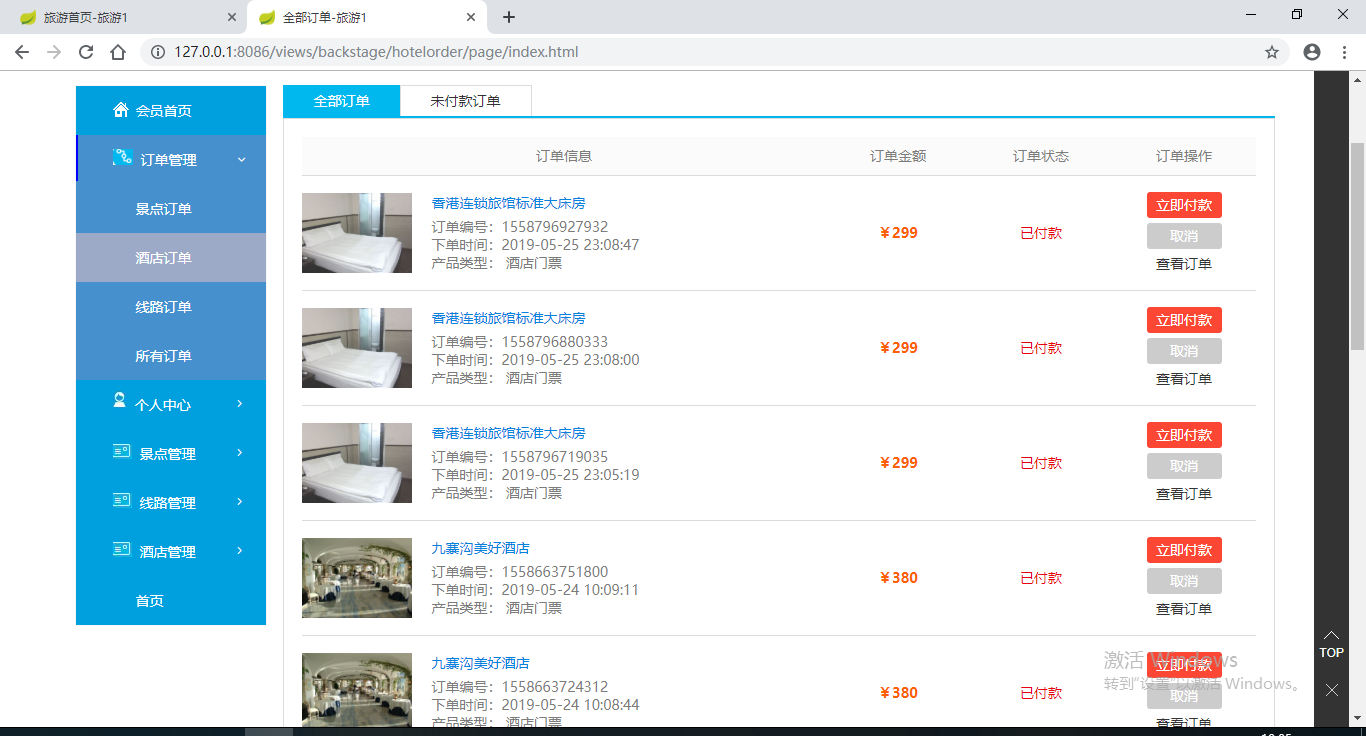 旅游首页-旅游1
全部订单-旅游1
127.0.0.1:8086/views/backstage/hotelorder/page/index.html
会员首页
订单管理
景点订单
酒店订单
线路订单
所有订单
个人中心
景点管理
线路管理
酒店管理
首页
全部订单 未付款订单
订单信息 订单金额 订单状态 订单操作
香港连锁旅馆标准大床房
订单编号：1558796927932
下单时间：2019-05-25 23:08:47
产品类型： 酒店门票
¥299
已付款
立即付款
取消
查看订单
香港连锁旅馆标准大床房
订单编号：1558796880333
下单时间：2019-05-25 23:08:00
产品类型： 酒店门票
¥299
已付款
立即付款
取消
查看订单
香港连锁旅馆标准大床房
订单编号：1558796719035
下单时间：2019-05-25 23:05:19
产品类型： 酒店门票
¥299
已付款
立即付款
取消
查看订单
九寨沟美好酒店
订单编号：1558663751800
下单时间：2019-05-24 10:09:11
产品类型： 酒店门票
¥380
已付款
立即付款
取消
查看订单
九寨沟美好酒店
订单编号：1558663724312
下单时间：2019-05-24 10:08:44
产品类型： 酒店门票
¥380
已付款
立即付款
取消
查看订单
激活 Windows
转到"设置"以激活 Windows。
TOP